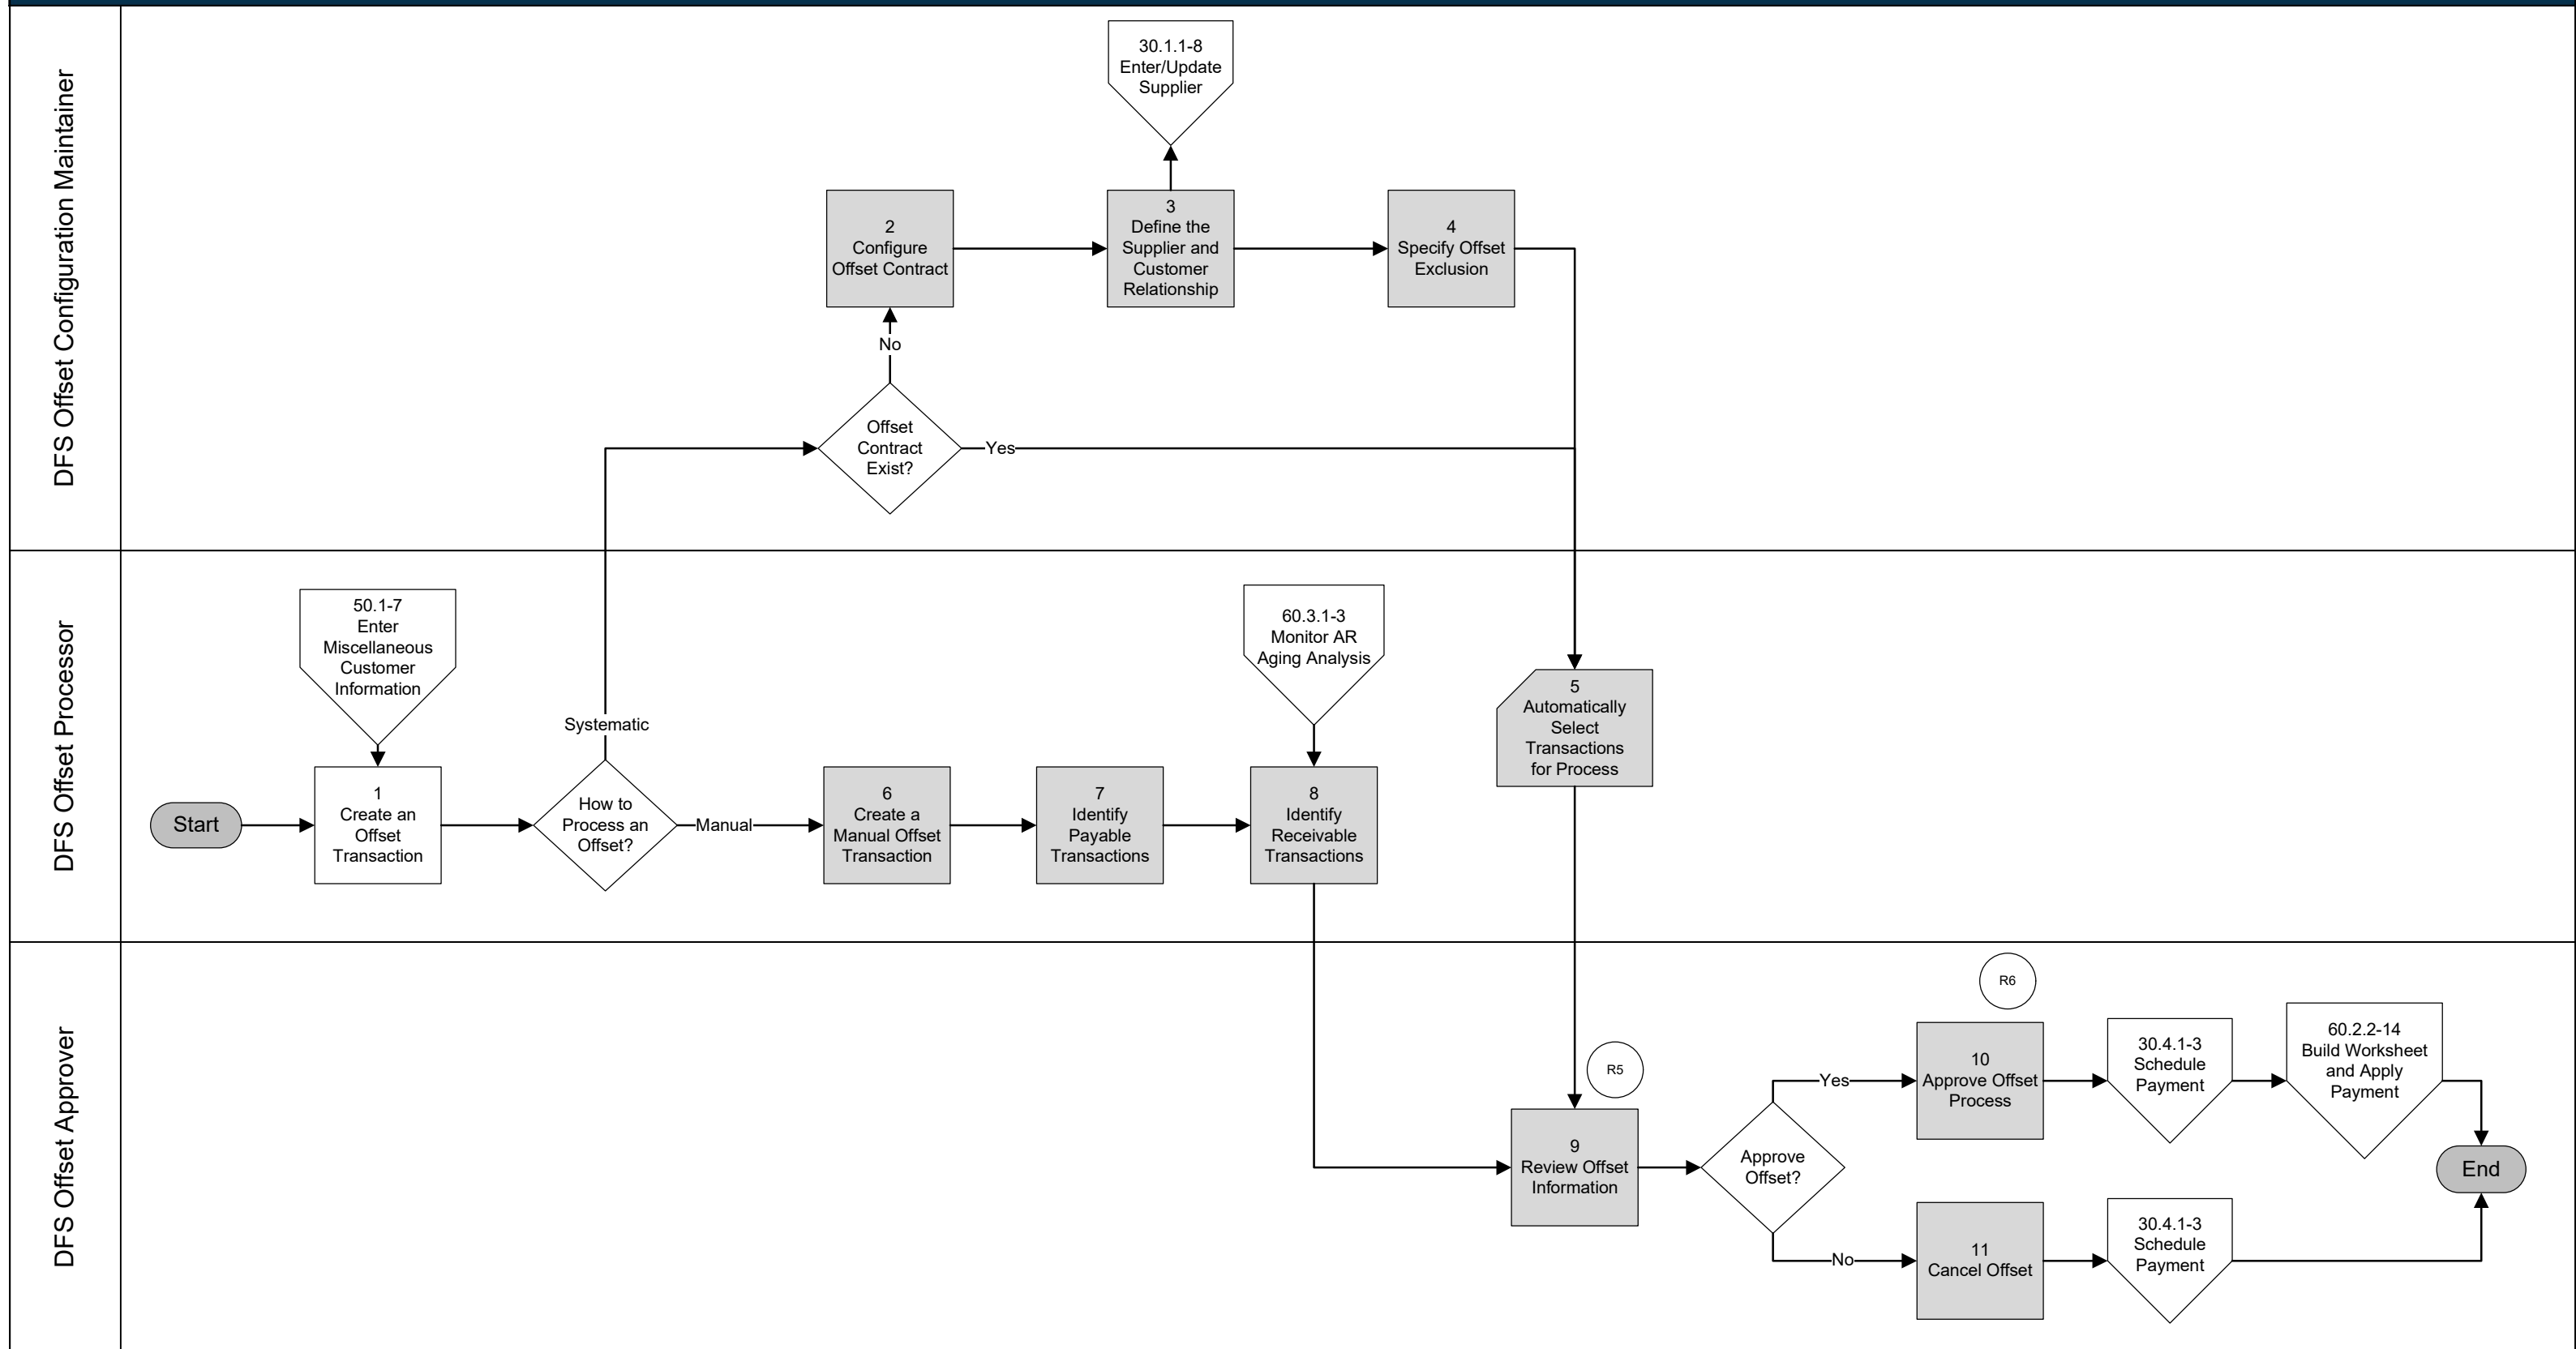 DFS Offset Configuration Maintainer
30.1.1-8
Enter/Update
Supplier
2
Configure
Offset Contract
3
Define the
Supplier and
Customer
Relationship
4
Specify Offset
Exclusion
No
Offset
Contract
Exist?
Yes
DFS Offset Processor
50.1-7
Enter
Miscellaneous
Customer
Information
60.3.1-3
Monitor AR
Aging Analysis
Systematic
5
Automatically
Select
Transactions
for Process
Start
1
Create an
Offset
Transaction
How to
Process an
Offset?
Manual
6
Create a
Manual Offset
Transaction
7
Identify
Payable
Transactions
8
Identify
Receivable
Transactions
DFS Offset Approver
R5
9
Review Offset
Information
Approve
Offset?
Yes
R6
10
Approve Offset
Process
30.4.1-3
Schedule
Payment
60.2.2-14
Build Worksheet
and Apply
Payment
No
11
Cancel Offset
30.4.1-3
Schedule
Payment
End